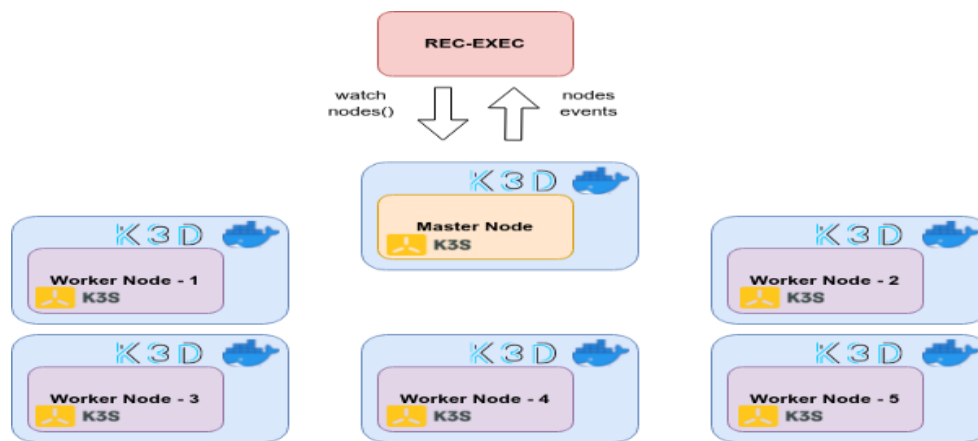 REC-EXEC
watch
nodes()
nodes
events
K3D
Master Node
K3S
K3D
Worker Node - 1
K3S
K3D
Worker Node - 2
K3S
K3D
Worker Node - 3
K3S
K3D
Worker Node - 4
K3S
K3D
Worker Node - 5
K3S